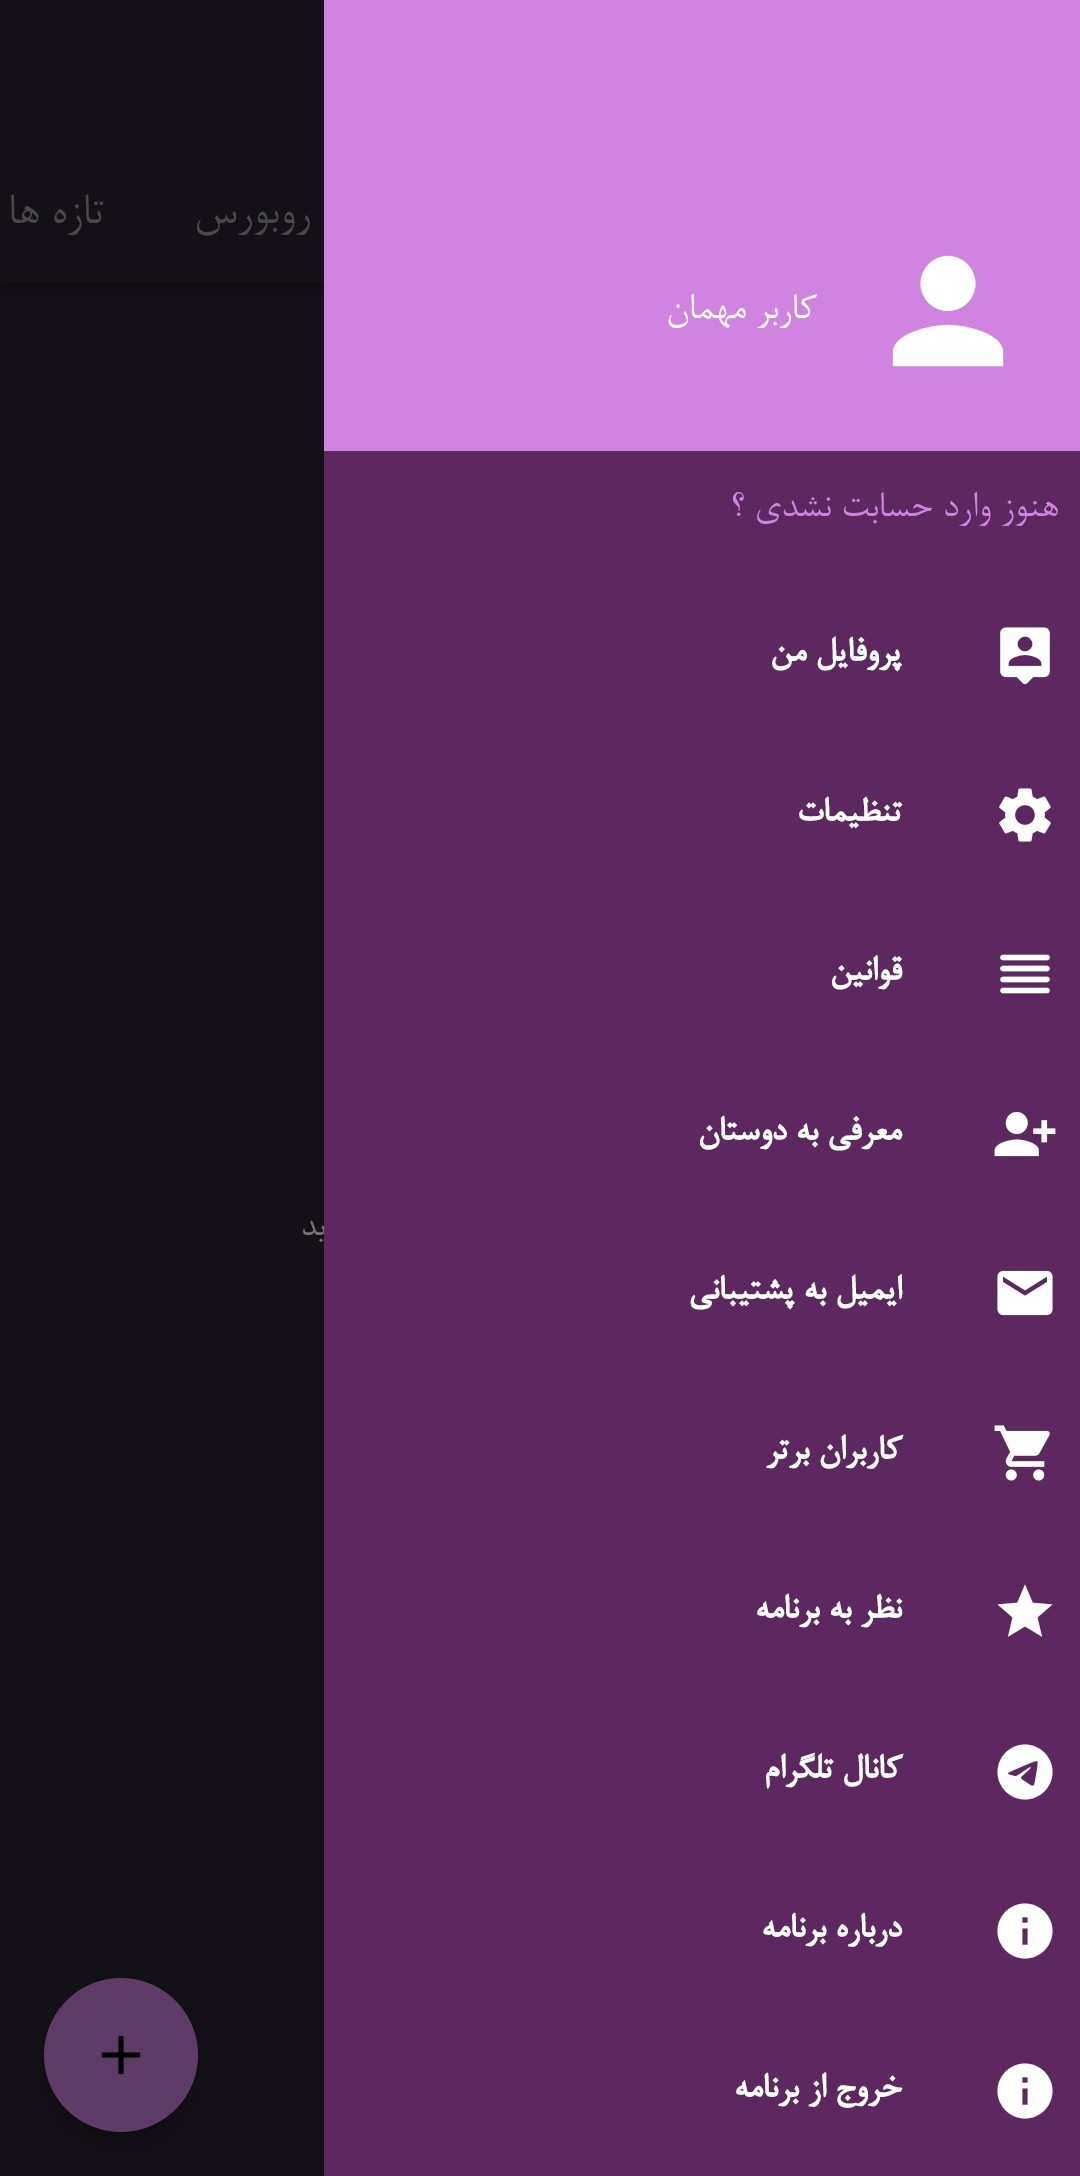 روبورس
تازه ها
کاربر مهمان
هنوز وارد حسابت نشدی ؟
پروفایل من
تنظیمات
قوانین
معرفی به دوستان
ید
ایمیل به پشتیبانی
کاربران برتر
نظر به برنامه
کانال تلگرام
درباره برنامه
خروج از برنامه